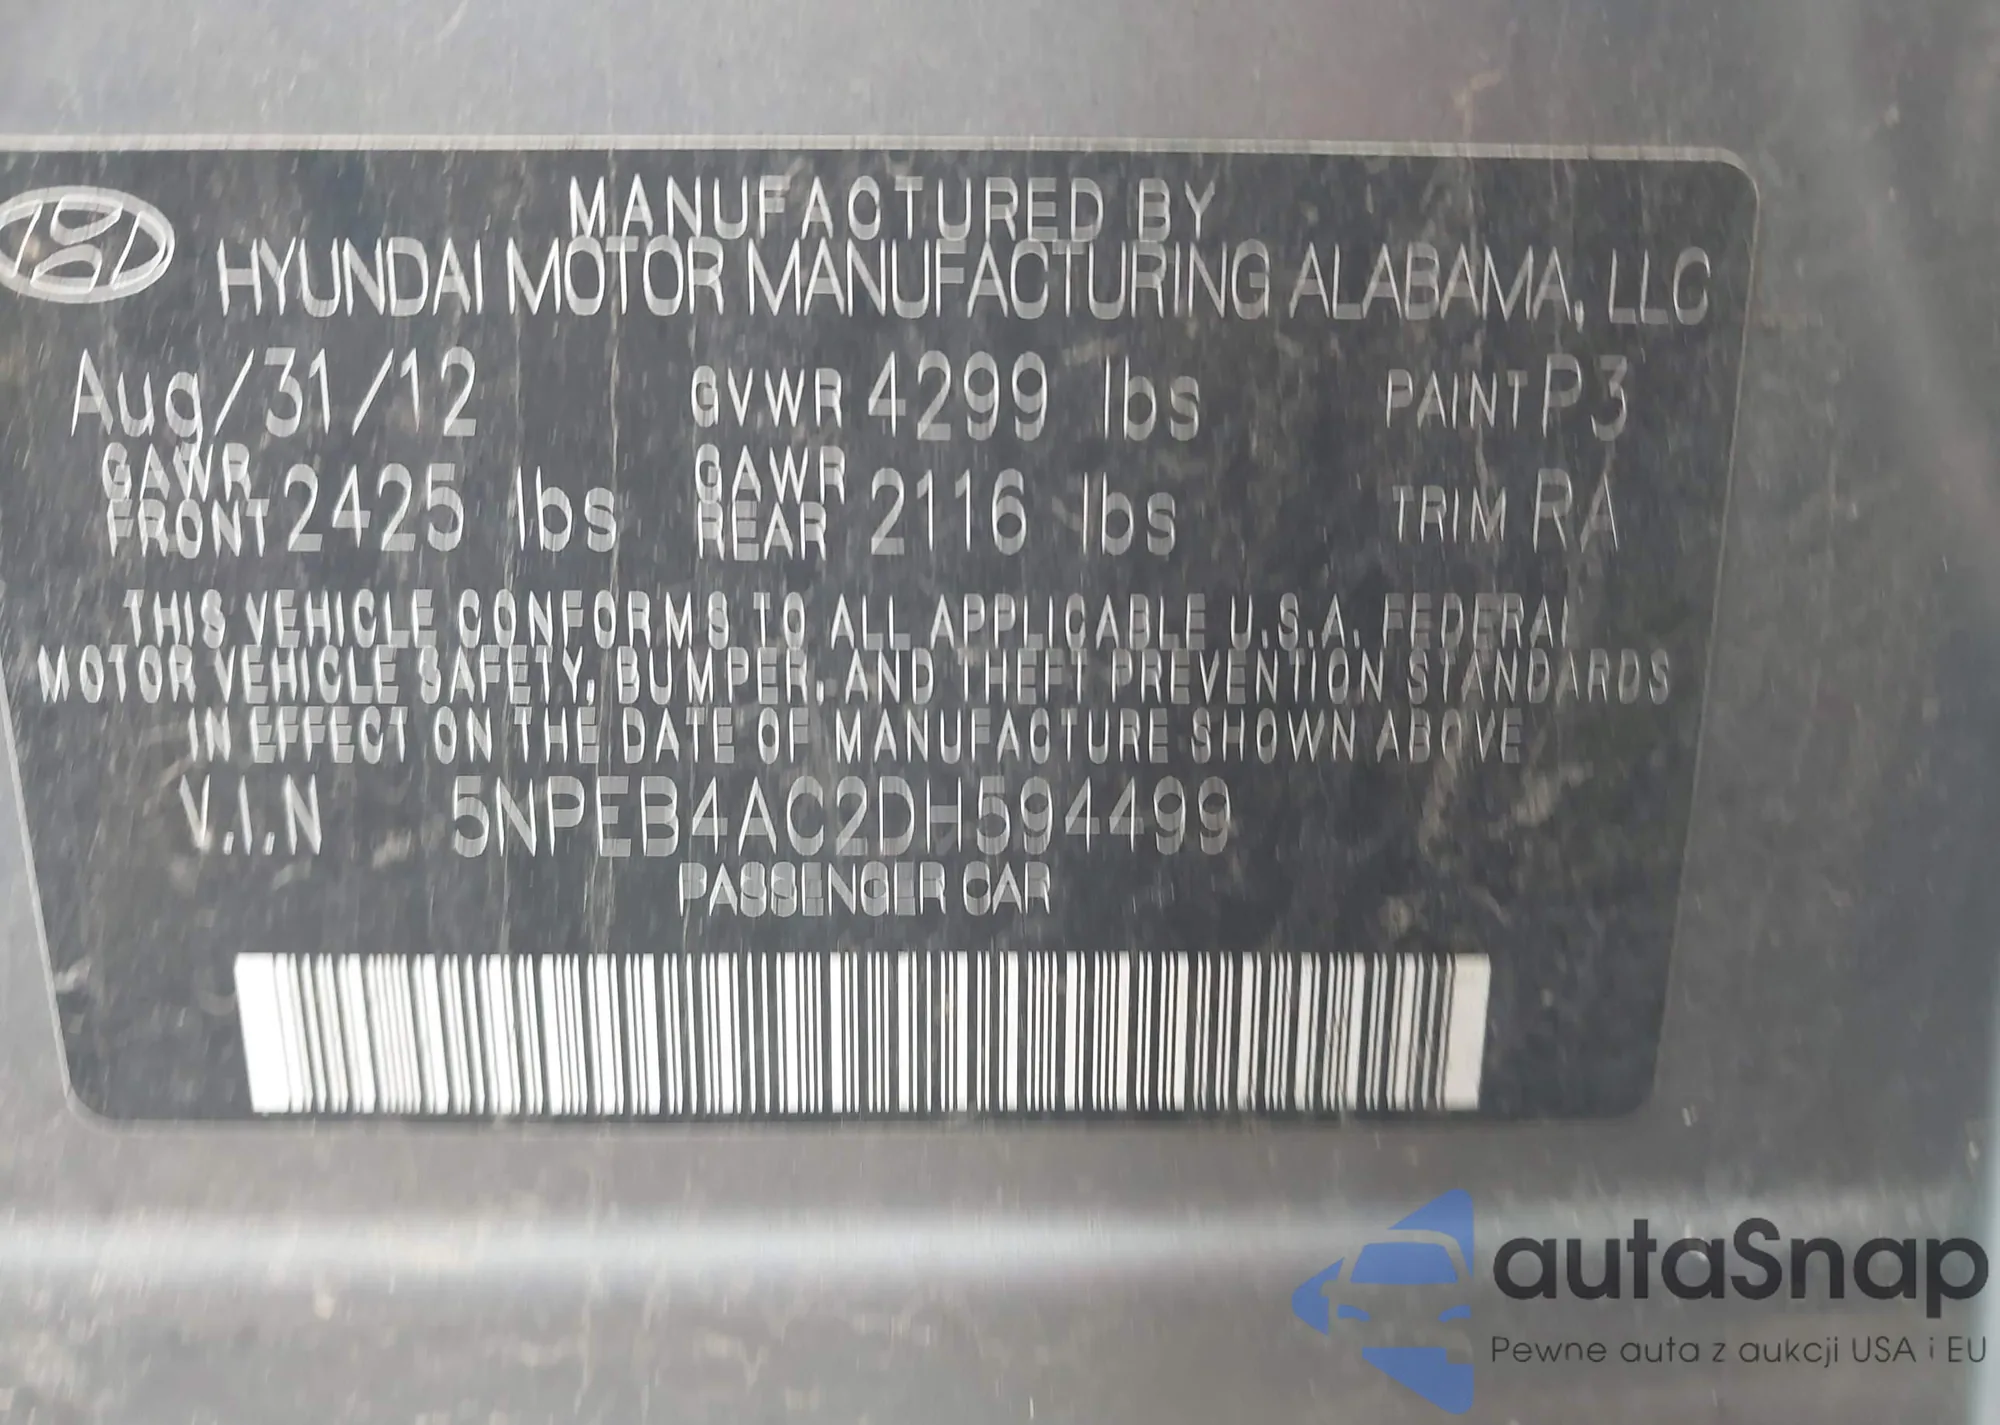 MANUFACTURED BY
HYUNDAI MOTOR MANUFACTURING ALABAMA, LLC
Aug/31/12 GVWR 4299 lbs PAINT P3
GAWR FRONT 2425 lbs GAWR REAR 2116 lbs TRIM RA
THIS VEHICLE CONFORMS TO ALL APPLICABLE U.S.A. FEDERAL
MOTOR VEHICLE SAFETY, BUMPER, AND THEFT PREVENTION STANDARDS
IN EFFECT ON THE DATE OF MANUFACTURE SHOWN ABOVE
V.I.N 5NPEB4AC2DH594499
PASSENGER CAR
autaSnap
Pewne auta z aukcji USA i EU